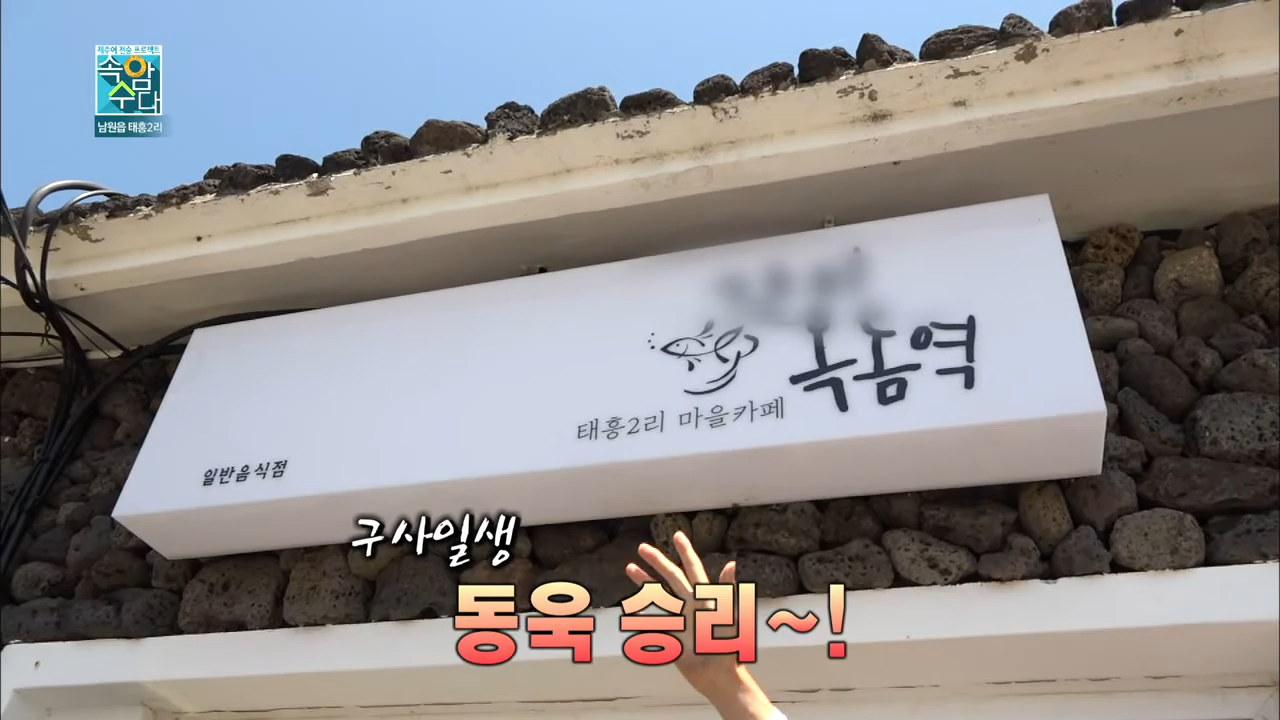 제주어 전승 프로젝트
속암수다
남원읍 태흥2리
옥돔역
태흥2리 마을카페
일반음식점
구사일생
동욱 승리~!